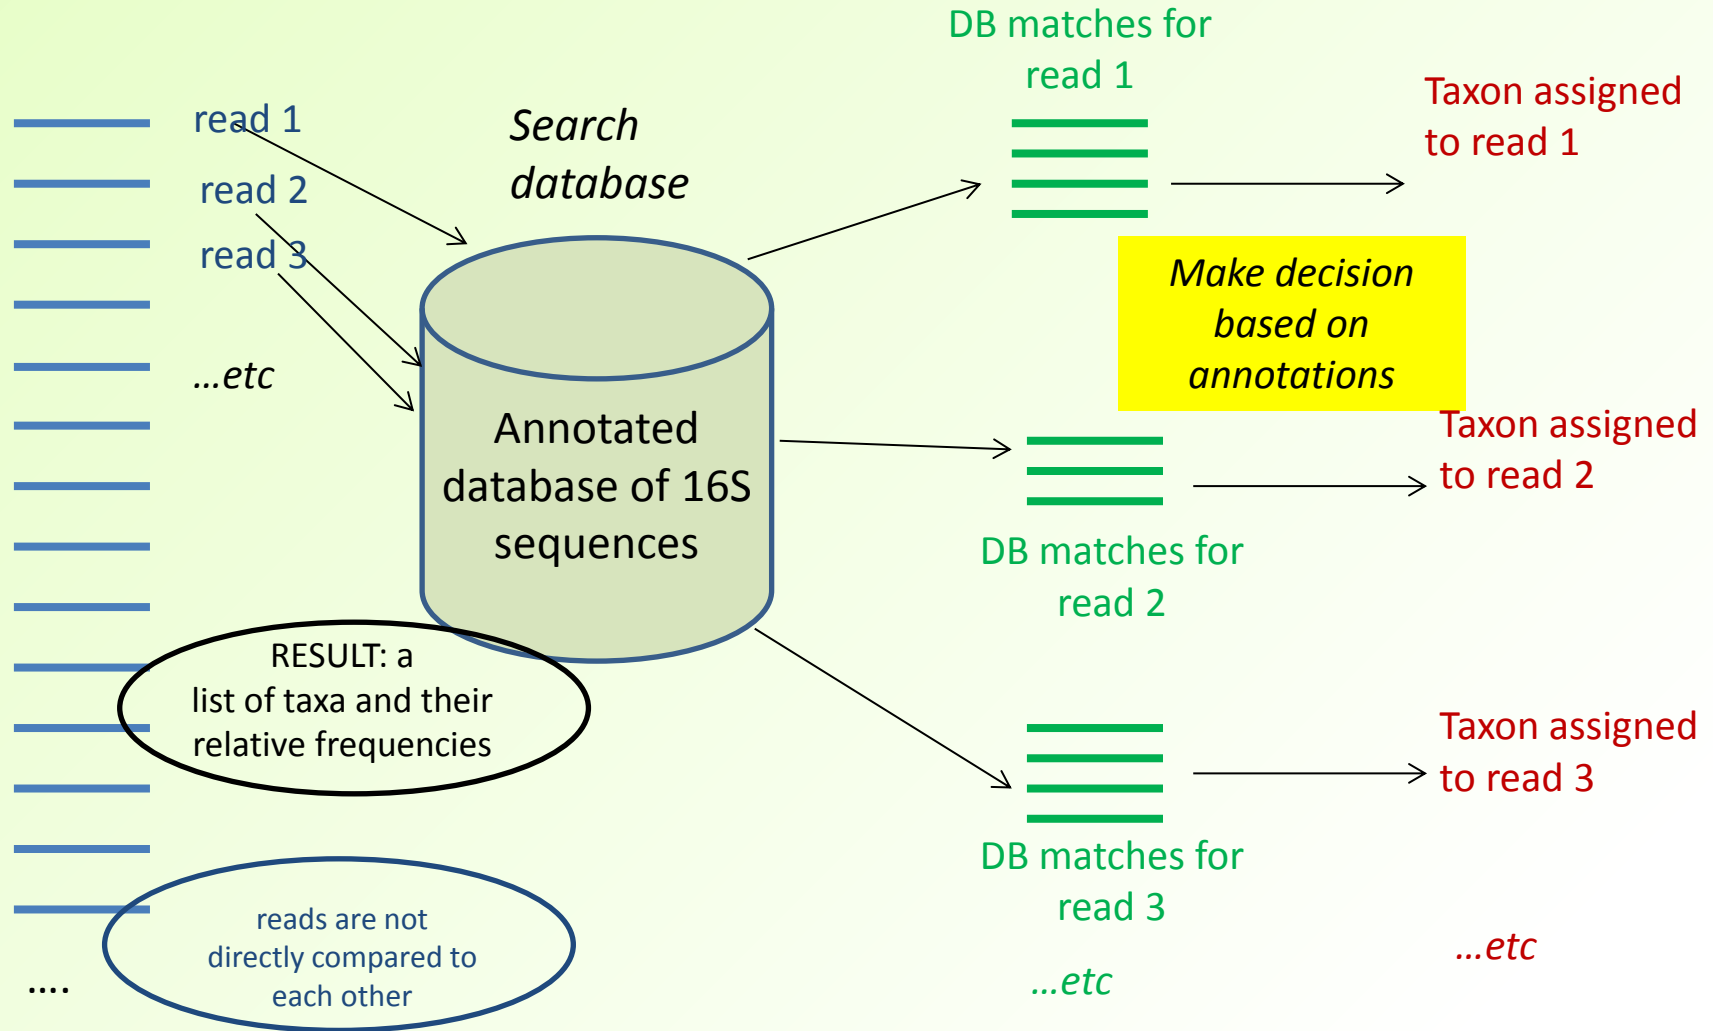 DB matches for
read 1
Taxon assigned
to read 1
read 1
read 2
read 3
…etc
Search
database
Annotated
database of 16S
sequences
Make decision
based on
annotations
Taxon assigned
to read 2
DB matches for
read 2
RESULT: a
list of taxa and their
relative frequencies
Taxon assigned
to read 3
DB matches for
read 3
reads are not
directly compared to
each other
…etc
…etc
....